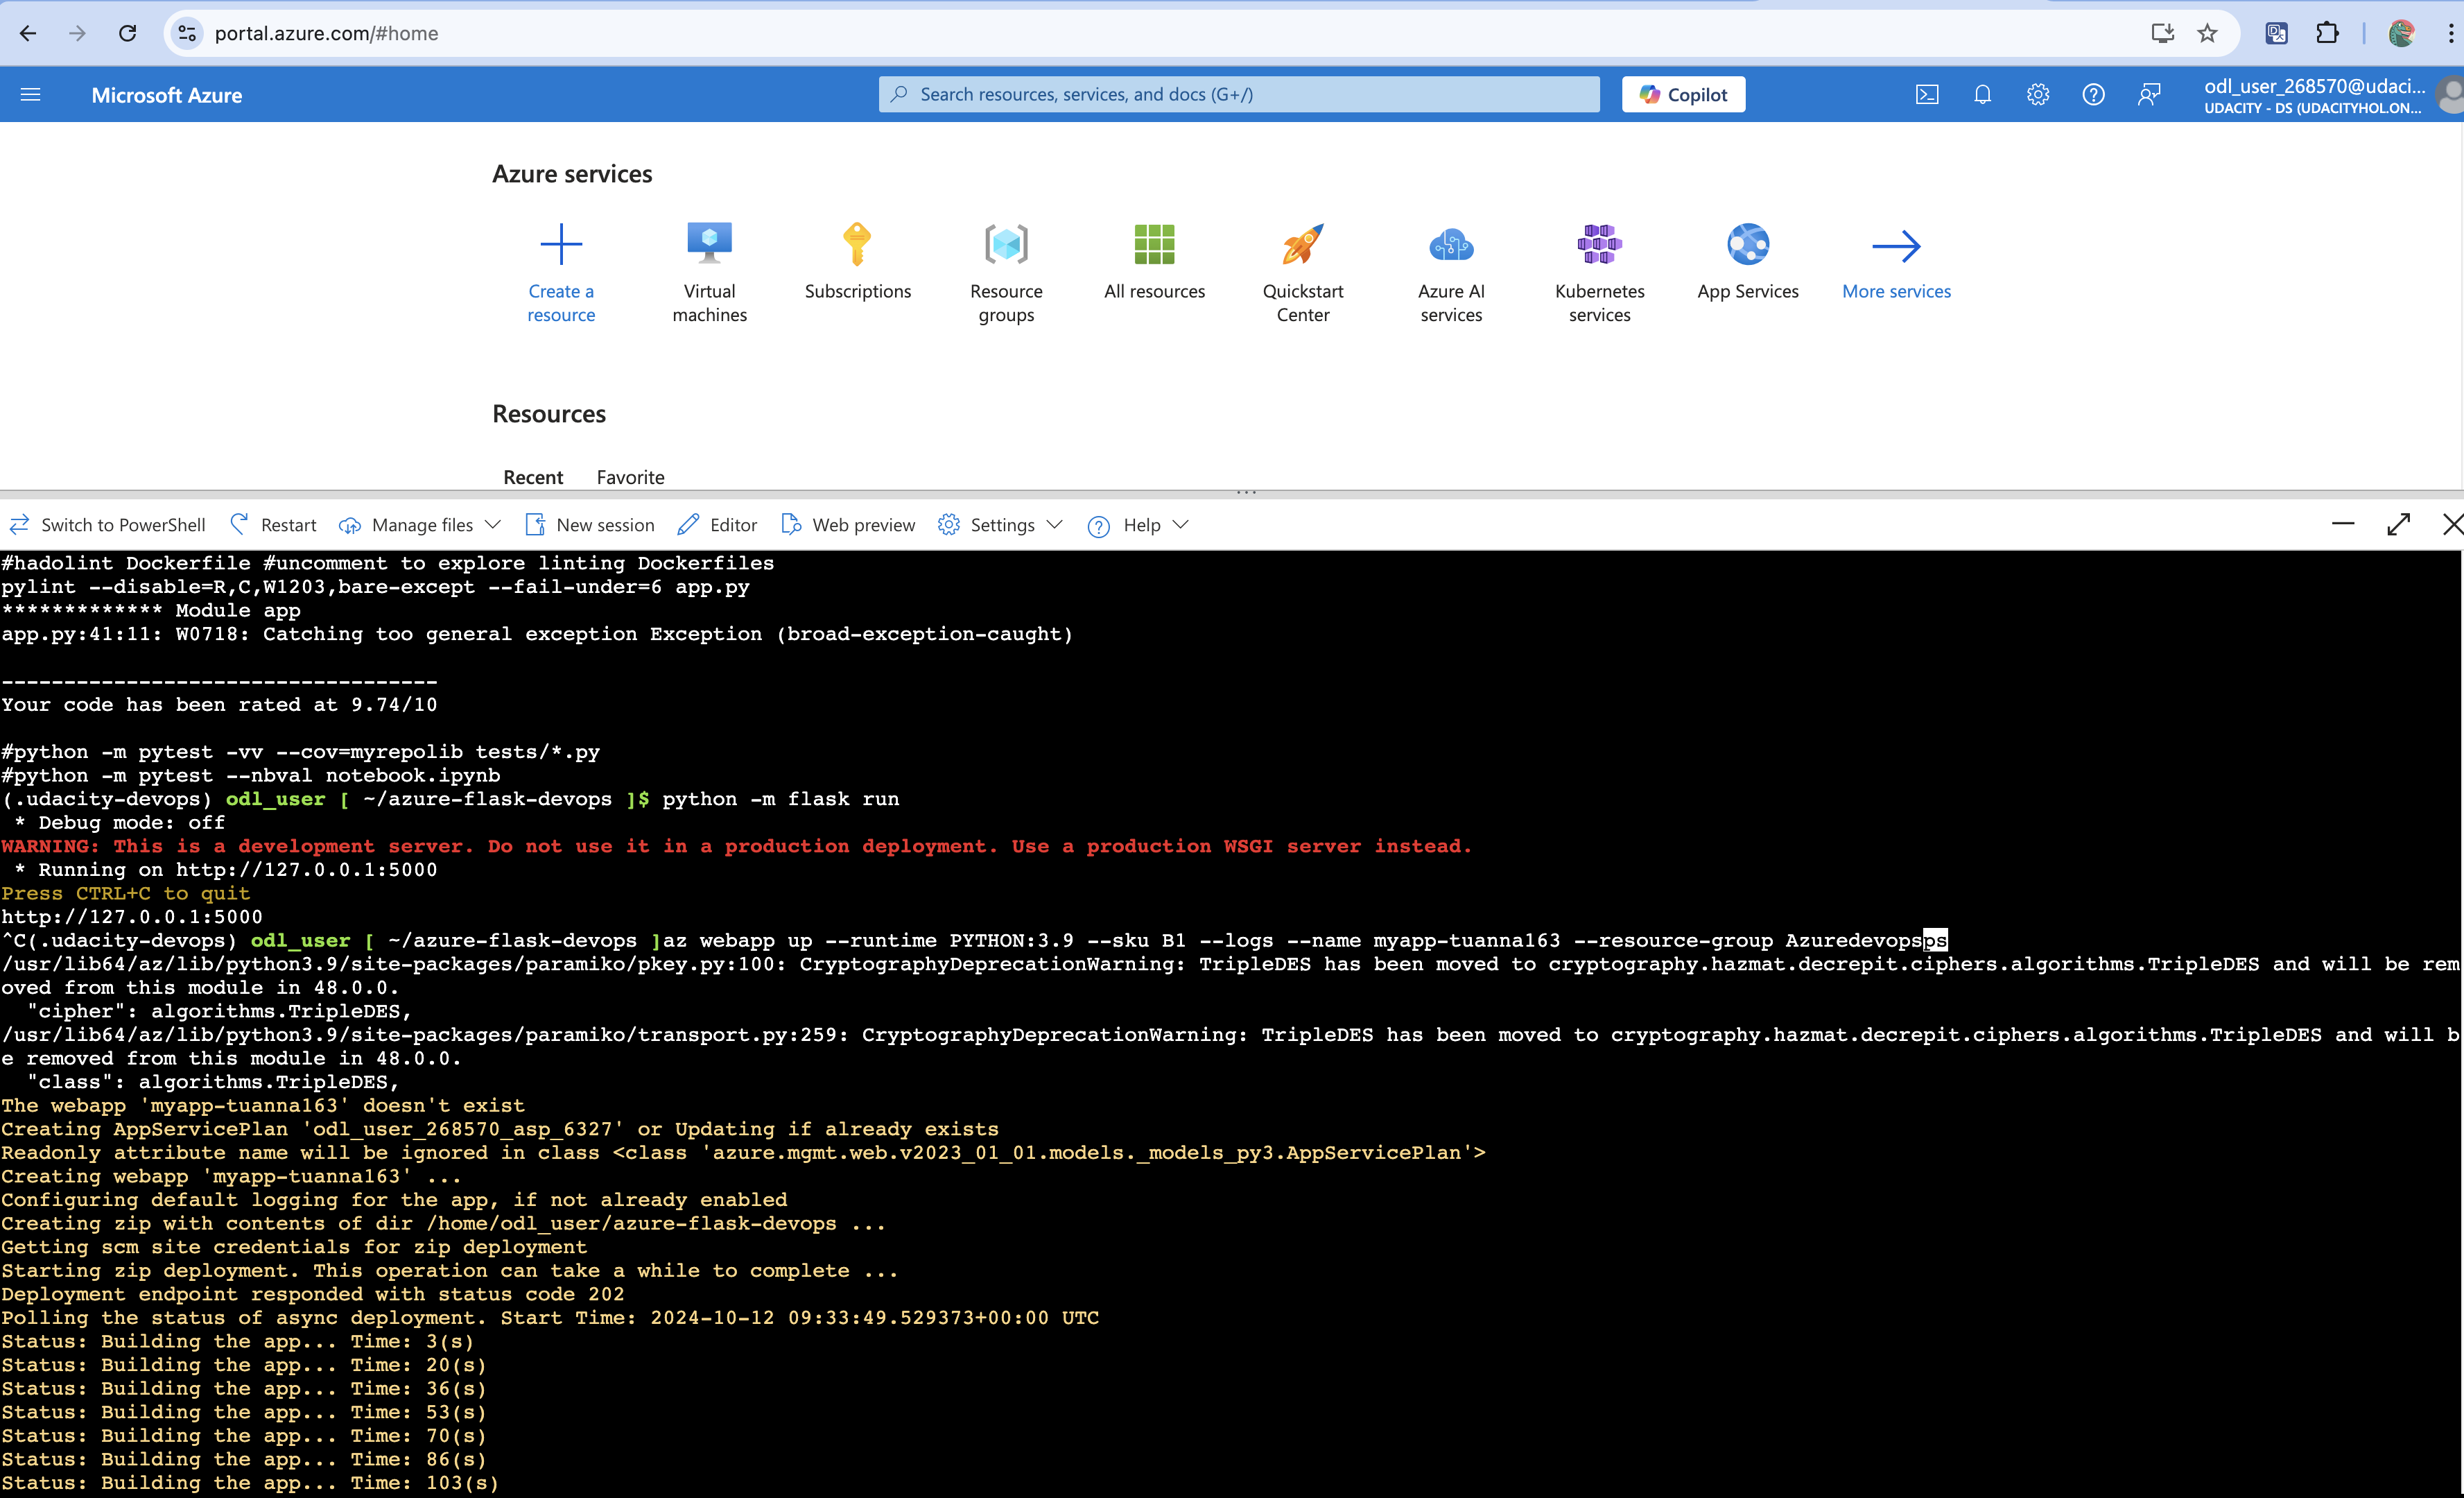 portal.azure.com/#home
Microsoft Azure
Search resources, services, and docs (G+/)
Copilot
odl_user_268570@udaci...
UDACITY - DS (UDACITYHOL.ON...
Azure services
Create a resource
Virtual machines
Subscriptions
Resource groups
All resources
Quickstart Center
Azure AI services
Kubernetes services
App Services
More services
Resources
Recent Favorite
Switch to PowerShell Restart Manage files New session Editor Web preview Settings Help
#hadolint Dockerfile #uncomment to explore linting Dockerfiles
pylint --disable=R,C,W1203,bare-except --fail-under=6 app.py
************* Module app
app.py:41:11: W0718: Catching too general exception Exception (broad-exception-caught)
-----------------------------------
Your code has been rated at 9.74/10
#python -m pytest -vv --cov=myrepolib tests/*.py
#python -m pytest --nbval notebook.ipynb
(.udacity-devops) odl_user [ ~/azure-flask-devops ]$ python -m flask run
 * Debug mode: off
WARNING: This is a development server. Do not use it in a production deployment. Use a production WSGI server instead.
 * Running on http://127.0.0.1:5000
Press CTRL+C to quit
http://127.0.0.1:5000
^C(.udacity-devops) odl_user [ ~/azure-flask-devops ]az webapp up --runtime PYTHON:3.9 --sku B1 --logs --name myapp-tuanna163 --resource-group Azuredevopsps
/usr/lib64/az/lib/python3.9/site-packages/paramiko/pkey.py:100: CryptographyDeprecationWarning: TripleDES has been moved to cryptography.hazmat.decrepit.ciphers.algorithms.TripleDES and will be rem
oved from this module in 48.0.0.
  "cipher": algorithms.TripleDES,
/usr/lib64/az/lib/python3.9/site-packages/paramiko/transport.py:259: CryptographyDeprecationWarning: TripleDES has been moved to cryptography.hazmat.decrepit.ciphers.algorithms.TripleDES and will b
e removed from this module in 48.0.0.
  "class": algorithms.TripleDES,
The webapp 'myapp-tuanna163' doesn't exist
Creating AppServicePlan 'odl_user_268570_asp_6327' or Updating if already exists
Readonly attribute name will be ignored in class <class 'azure.mgmt.web.v2023_01_01.models._models_py3.AppServicePlan'>
Creating webapp 'myapp-tuanna163' ...
Configuring default logging for the app, if not already enabled
Creating zip with contents of dir /home/odl_user/azure-flask-devops ...
Getting scm site credentials for zip deployment
Starting zip deployment. This operation can take a while to complete ...
Deployment endpoint responded with status code 202
Polling the status of async deployment. Start Time: 2024-10-12 09:33:49.529373+00:00 UTC
Status: Building the app... Time: 3(s)
Status: Building the app... Time: 20(s)
Status: Building the app... Time: 36(s)
Status: Building the app... Time: 53(s)
Status: Building the app... Time: 70(s)
Status: Building the app... Time: 86(s)
Status: Building the app... Time: 103(s)